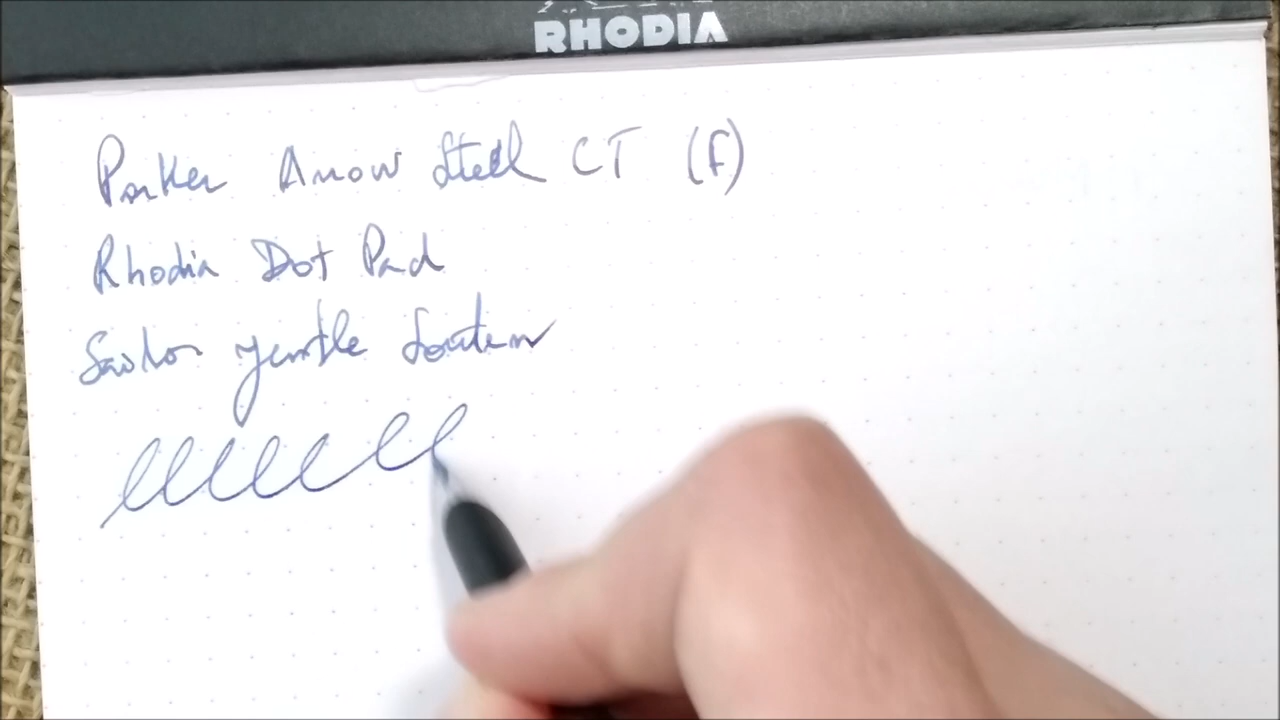 RHODIA
Parker Arrow Steel CT (F)
Rhodia Dot Pad
Sailor Jentle Souten